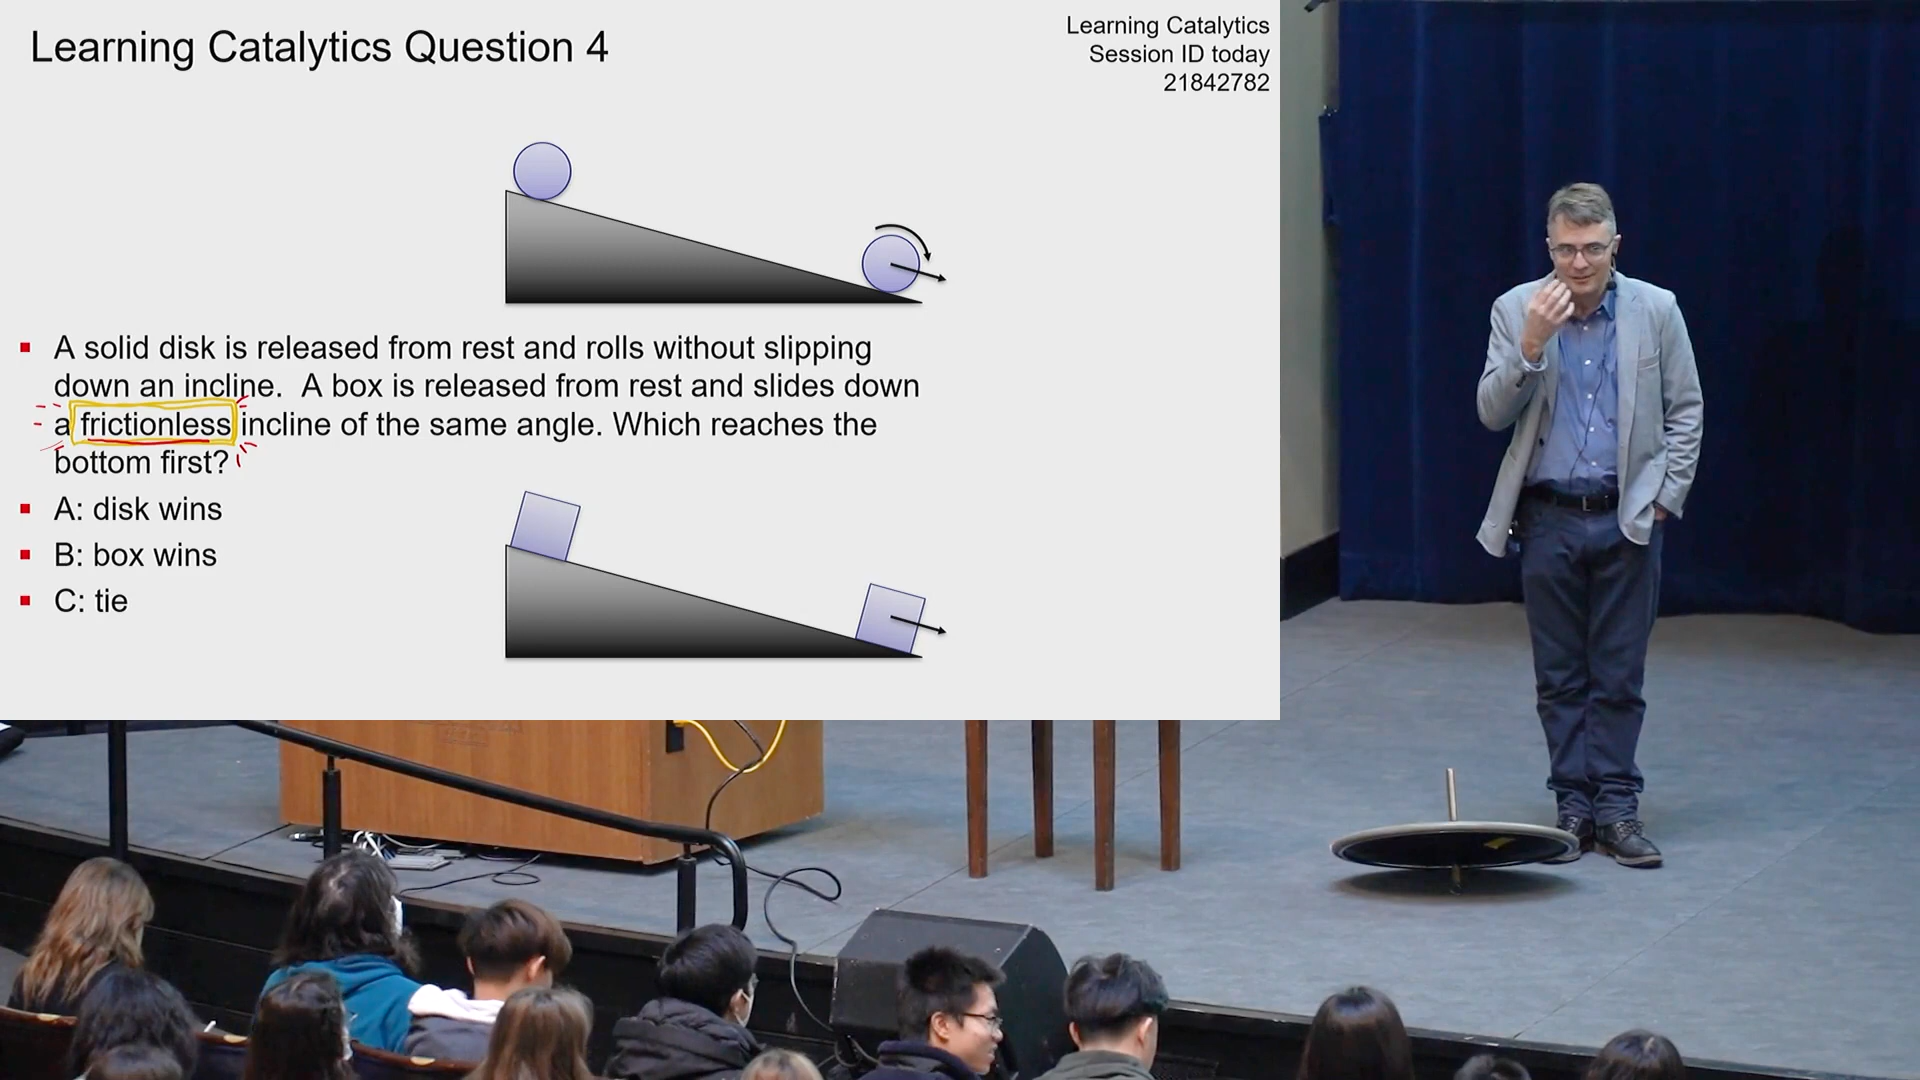 Learning Catalytics Question 4
Learning Catalytics
Session ID today
21842782
A solid disk is released from rest and rolls without slipping
down an incline. A box is released from rest and slides down
a frictionless incline of the same angle. Which reaches the
bottom first?
A: disk wins
B: box wins
C: tie